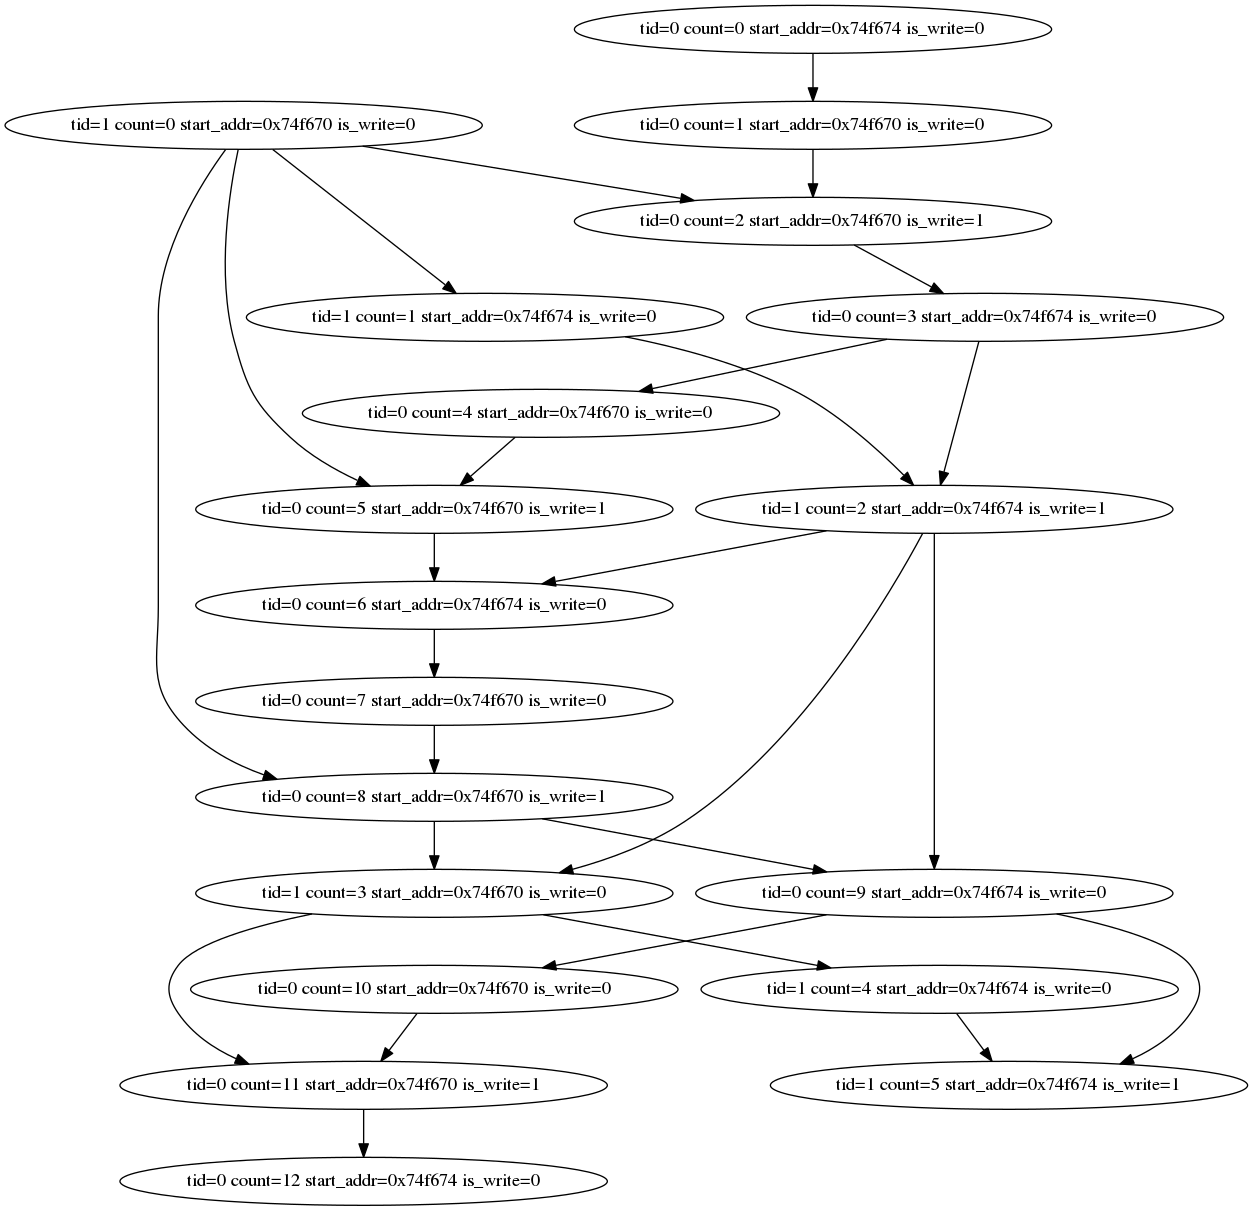 tid=0 count=0 start_addr=0x74f674 is_write=0
tid=1 count=0 start_addr=0x74f670 is_write=0
tid=0 count=1 start_addr=0x74f670 is_write=0
tid=0 count=2 start_addr=0x74f670 is_write=1
tid=1 count=1 start_addr=0x74f674 is_write=0
tid=0 count=3 start_addr=0x74f674 is_write=0
tid=0 count=4 start_addr=0x74f670 is_write=0
tid=0 count=5 start_addr=0x74f670 is_write=1
tid=1 count=2 start_addr=0x74f674 is_write=1
tid=0 count=6 start_addr=0x74f674 is_write=0
tid=0 count=7 start_addr=0x74f670 is_write=0
tid=0 count=8 start_addr=0x74f670 is_write=1
tid=1 count=3 start_addr=0x74f670 is_write=0
tid=0 count=9 start_addr=0x74f674 is_write=0
tid=0 count=10 start_addr=0x74f670 is_write=0
tid=1 count=4 start_addr=0x74f674 is_write=0
tid=0 count=11 start_addr=0x74f670 is_write=1
tid=1 count=5 start_addr=0x74f674 is_write=1
tid=0 count=12 start_addr=0x74f674 is_write=0